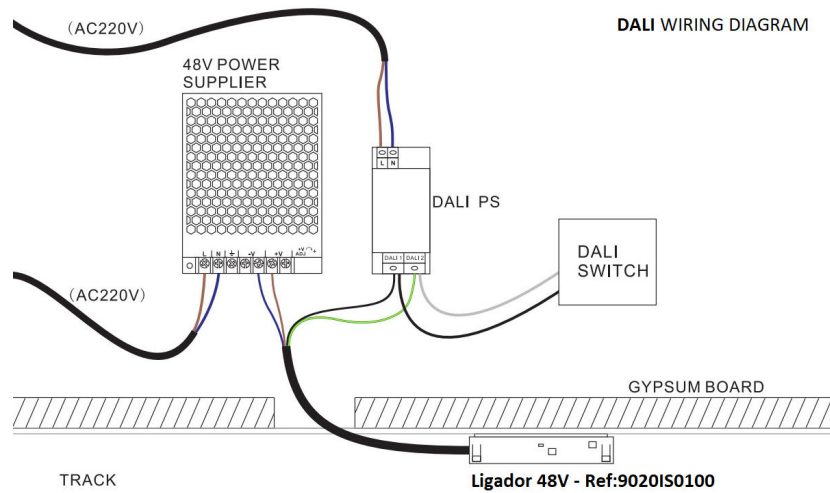 (AC220V)
DALI WIRING DIAGRAM
48V POWER
SUPPLIER
L N
DALI PS
L N -V +V +V ADJ - +
DALI 1 DALI 2
DALI
SWITCH
(AC220V)
GYPSUM BOARD
TRACK
Ligador 48V - Ref:9020IS0100